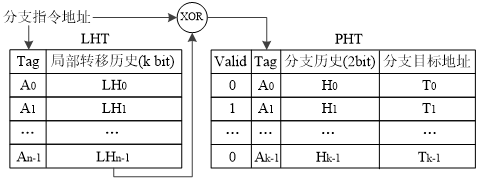 分支指令地址 XOR
LHT PHT
Tag 局部转移历史(k bit) Valid Tag 分支历史(2bit) 分支目标地址
A0 LH0 0 A0 H0 T0
A1 LH1 1 A1 H1 T1
… … … … … …
An-1 LHn-1 0 Ak-1 Hk-1 Tk-1